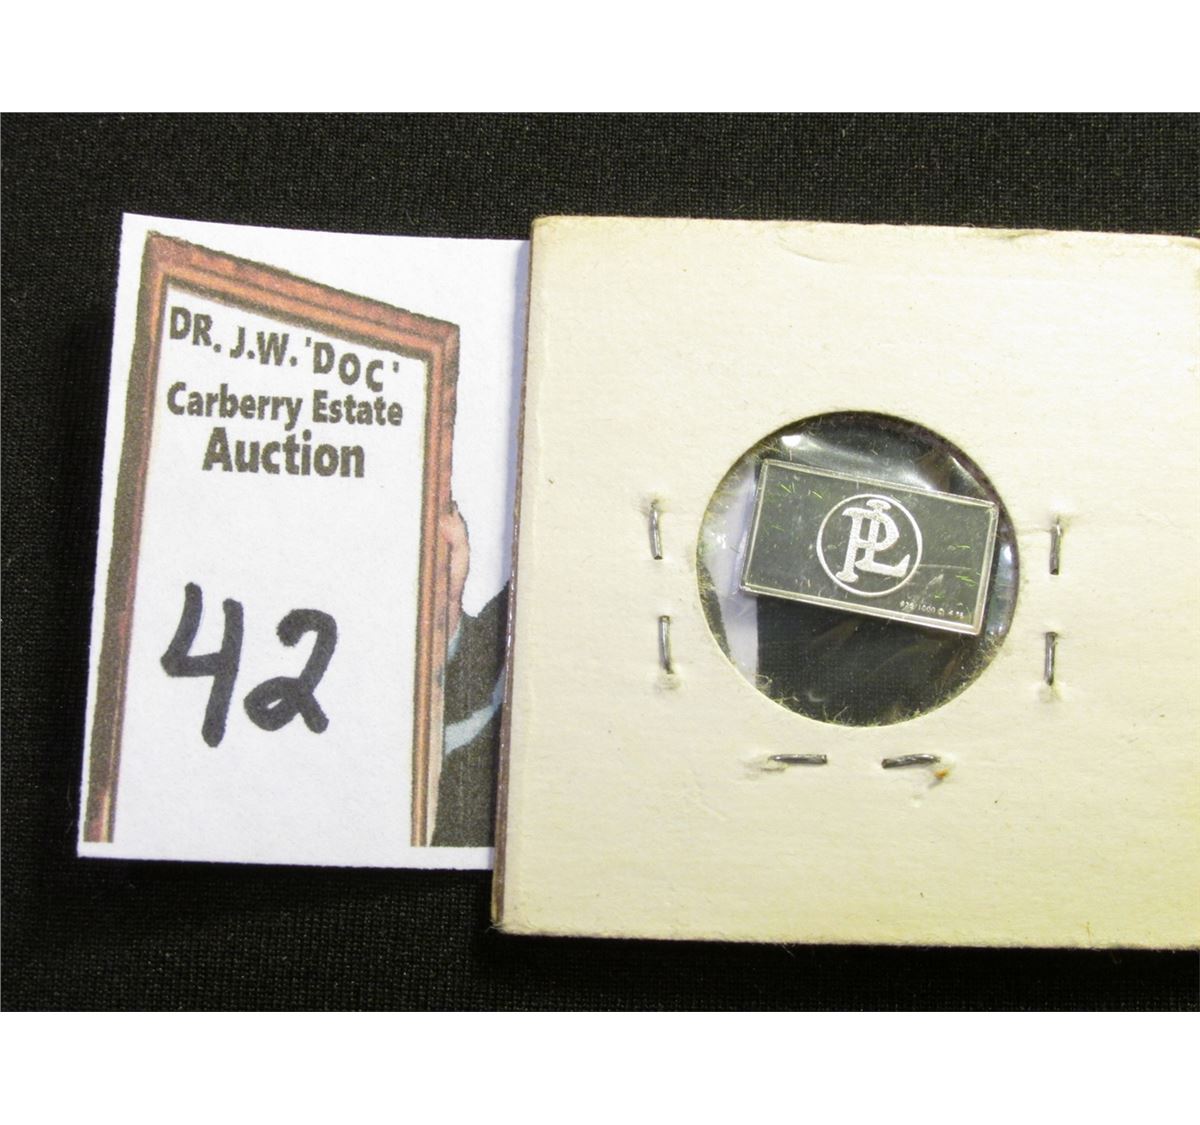 DR. J.W. 'DOC'
Carberry Estate
Auction
42
PL